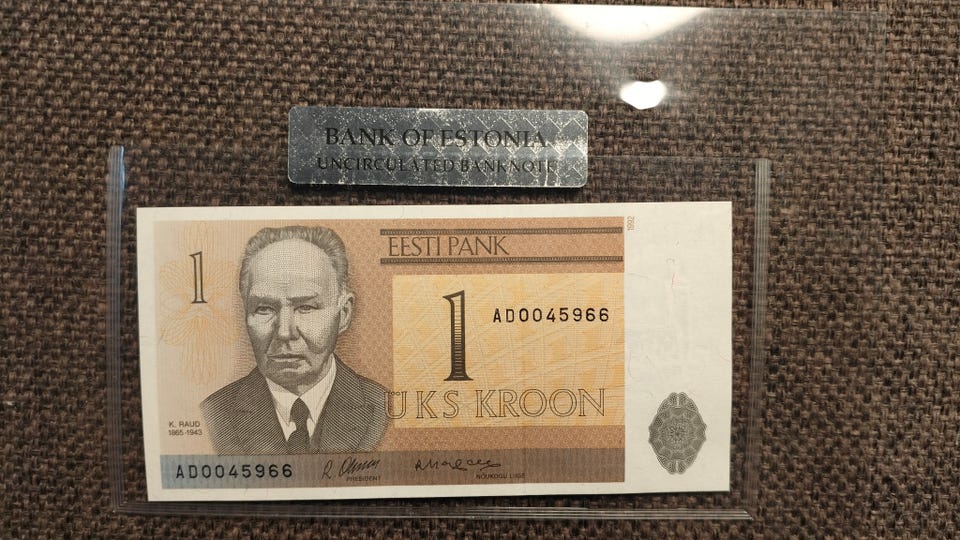 BANK OF ESTONIA
UNCIRCULATED BANKNOTE
1992
EESTI PANK
1
1
AD0045966
ÜKS KROON
K. RAUD
1865-1943
AD0045966
PRESIDENT
NÕUKOGU LIIGE